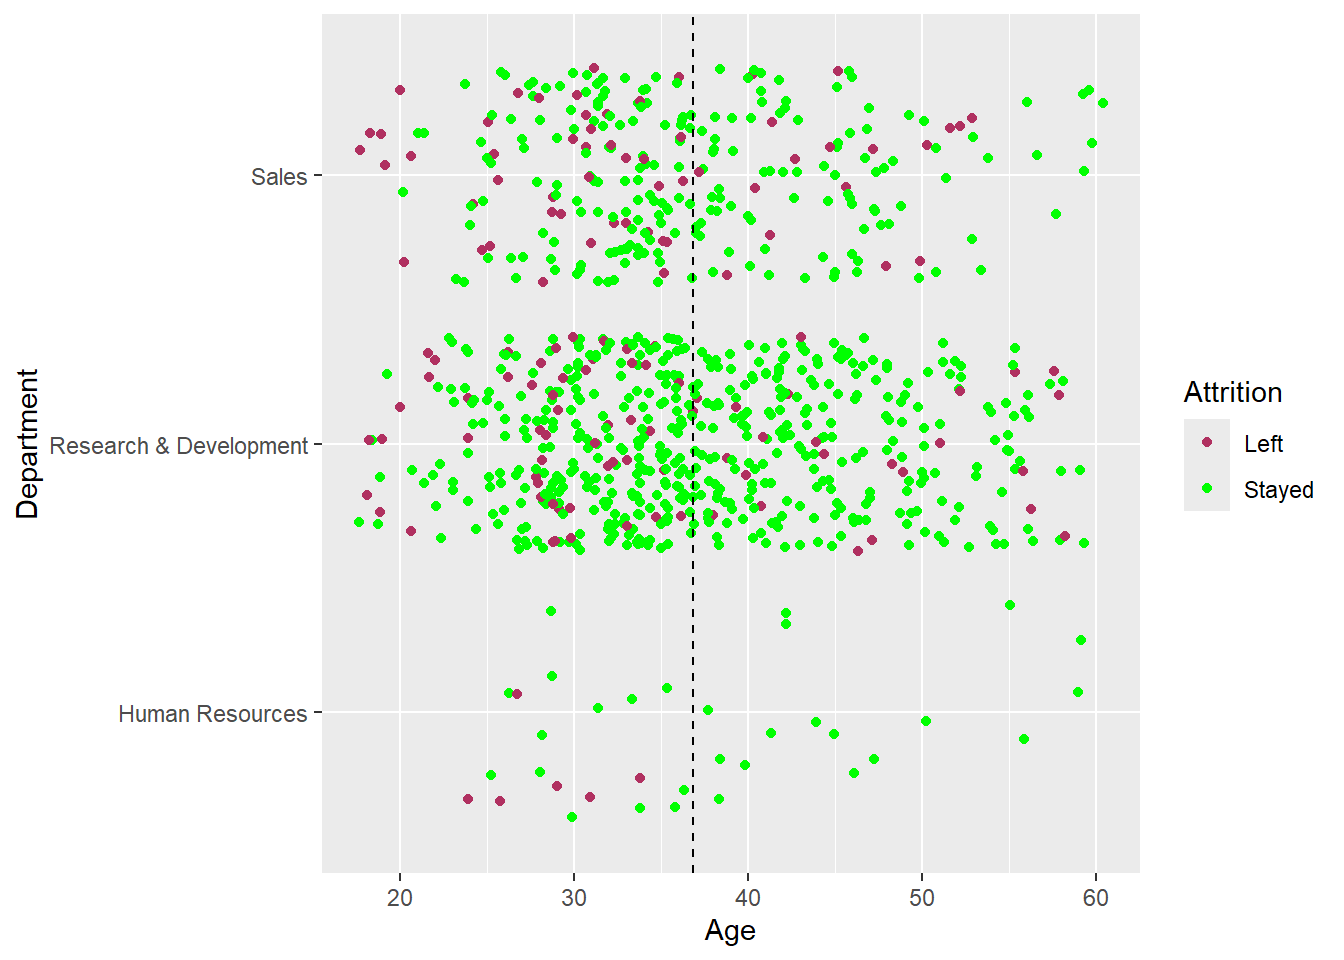 Department
Sales
Research & Development
Human Resources
20 30 40 50 60
Age
Attrition
Left
Stayed